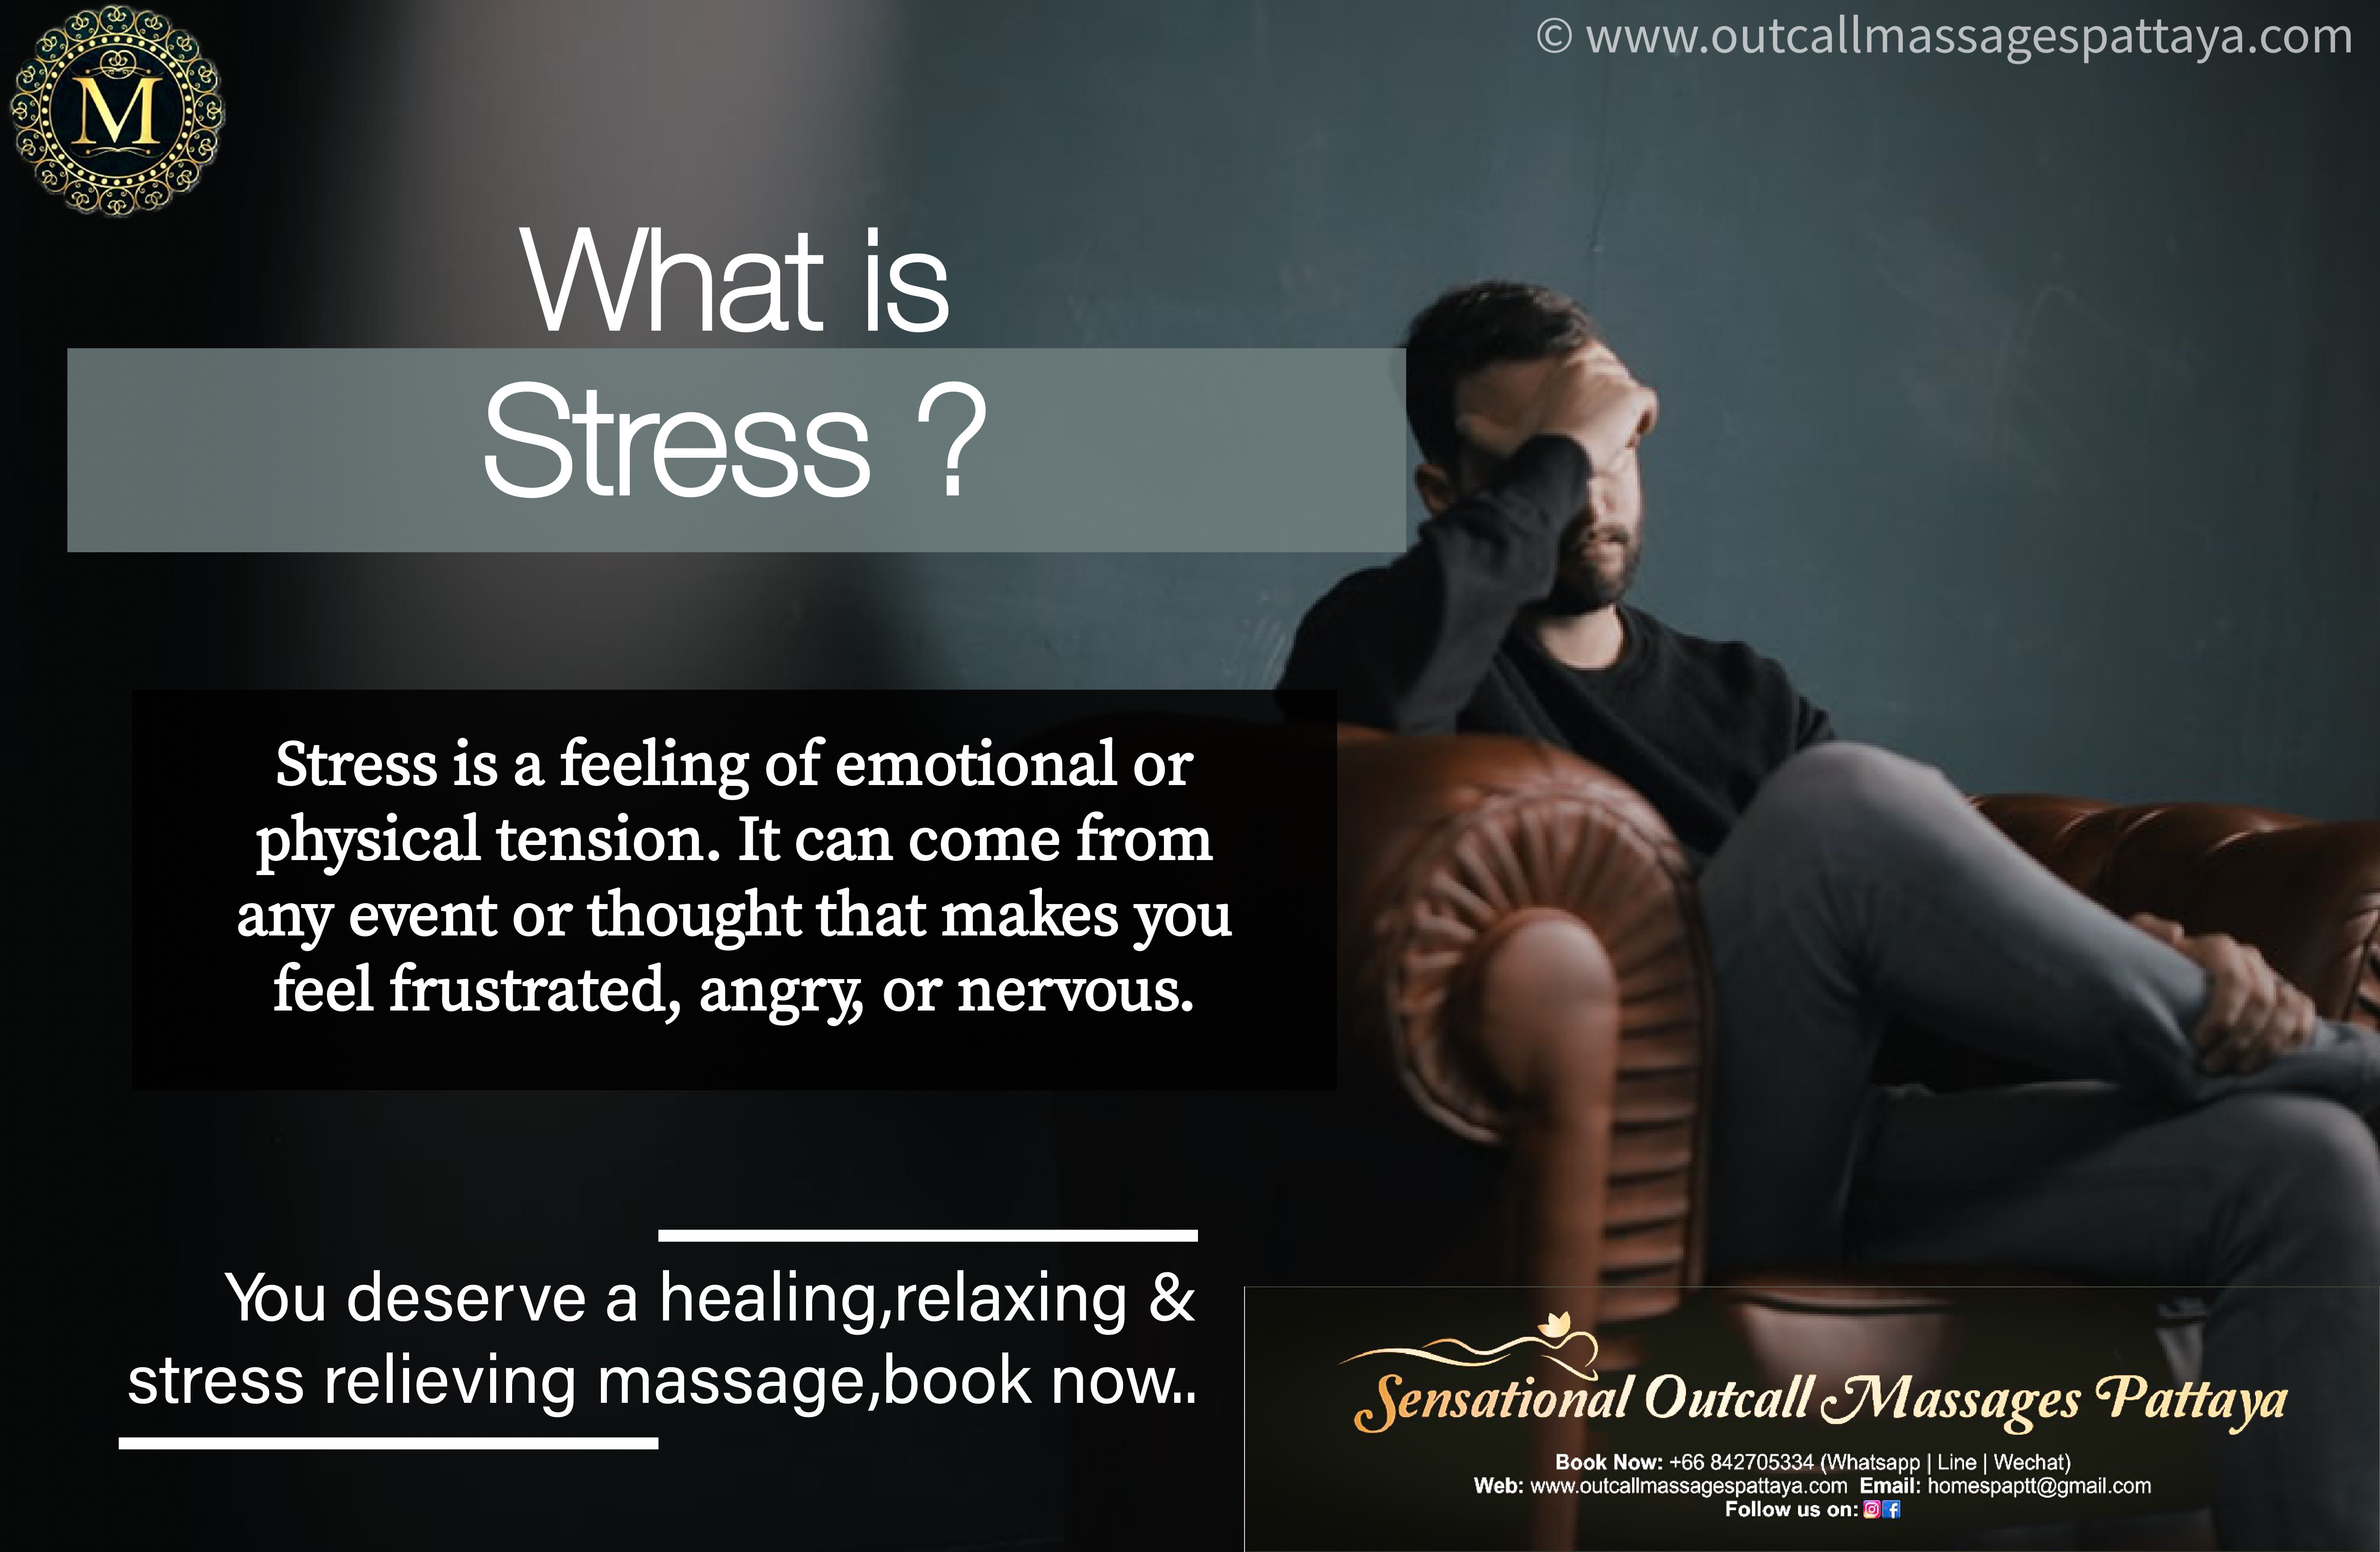 © www.outcallmassagespattaya.com
M
What is
Stress ?
Stress is a feeling of emotional or
physical tension. It can come from
any event or thought that makes you
feel frustrated, angry, or nervous.
You deserve a healing,relaxing &
stress relieving massage,book now..
Sensational Outcall Massages Pattaya
Book Now: +66 842705334 (Whatsapp | Line | Wechat)
Web: www.outcallmassagespattaya.com Email: homespaptt@gmail.com
Follow us on: